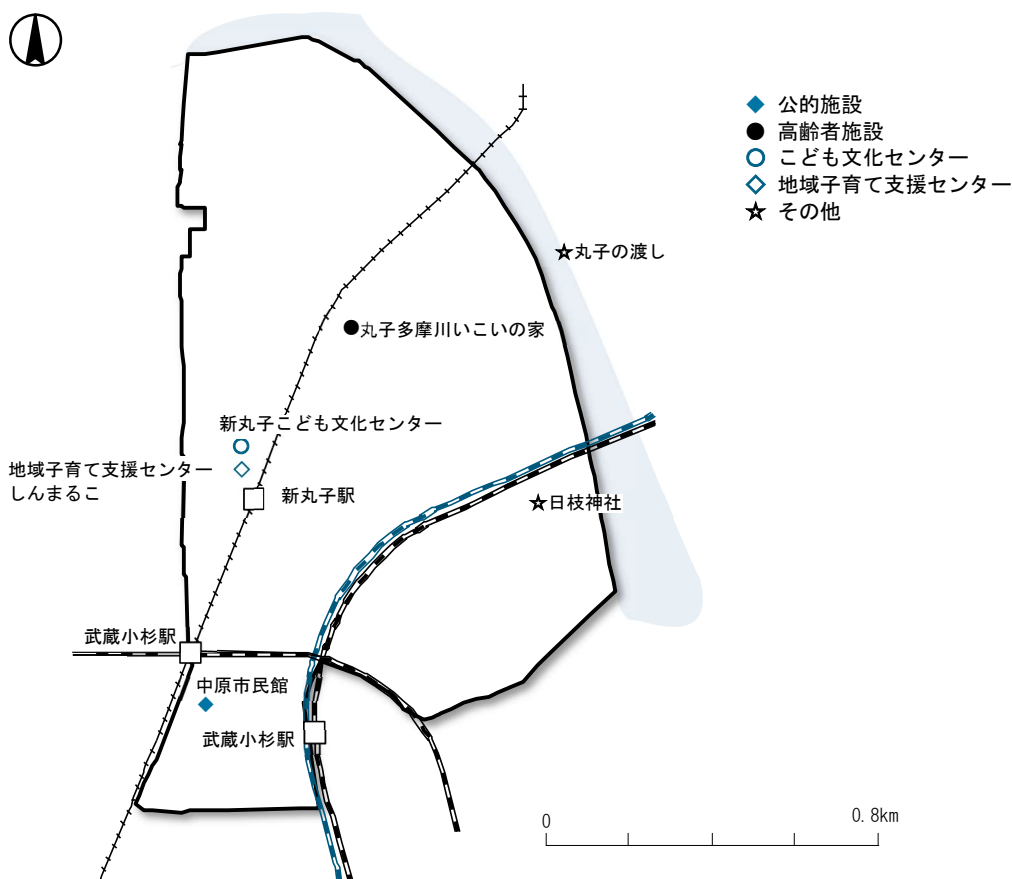 公的施設
高齢者施設
こども文化センター
地域子育て支援センター
その他
丸子の渡し
丸子多摩川いこいの家
新丸子こども文化センター
地域子育て支援センター
しんまるこ
新丸子駅
日枝神社
武蔵小杉駅
中原市民館
武蔵小杉駅
0
0.8km